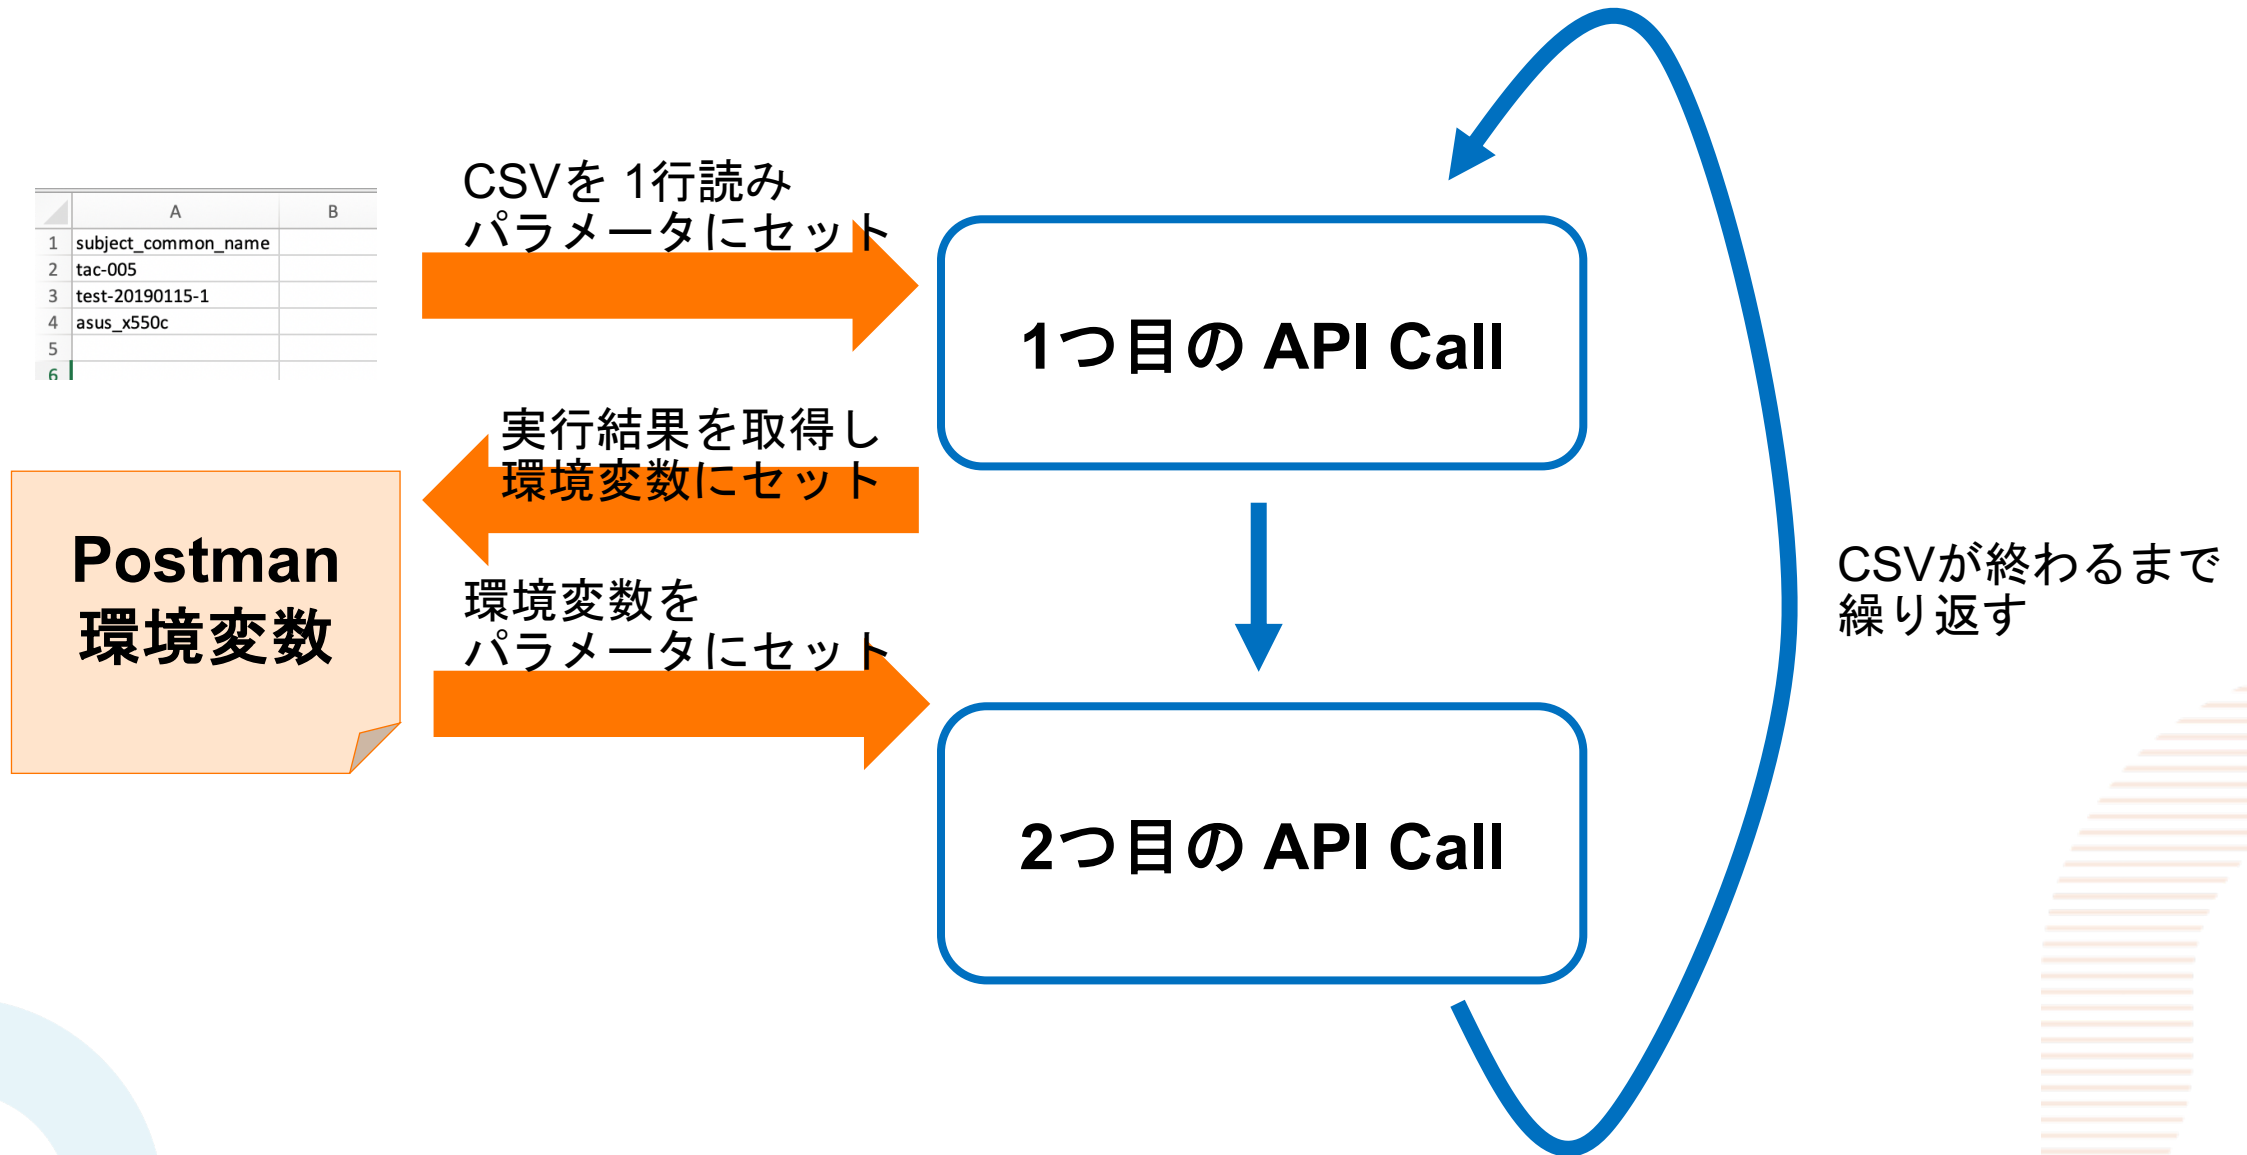 CSVを 1行読み
パラメータにセット
A B
1 subject_common_name
2 tac-005
3 test-20190115-1
4 asus_x550c
5
6
1つ目の API Call
実行結果を取得し
環境変数にセット
Postman
環境変数
環境変数を
パラメータにセット
CSVが終わるまで
繰り返す
2つ目の API Call